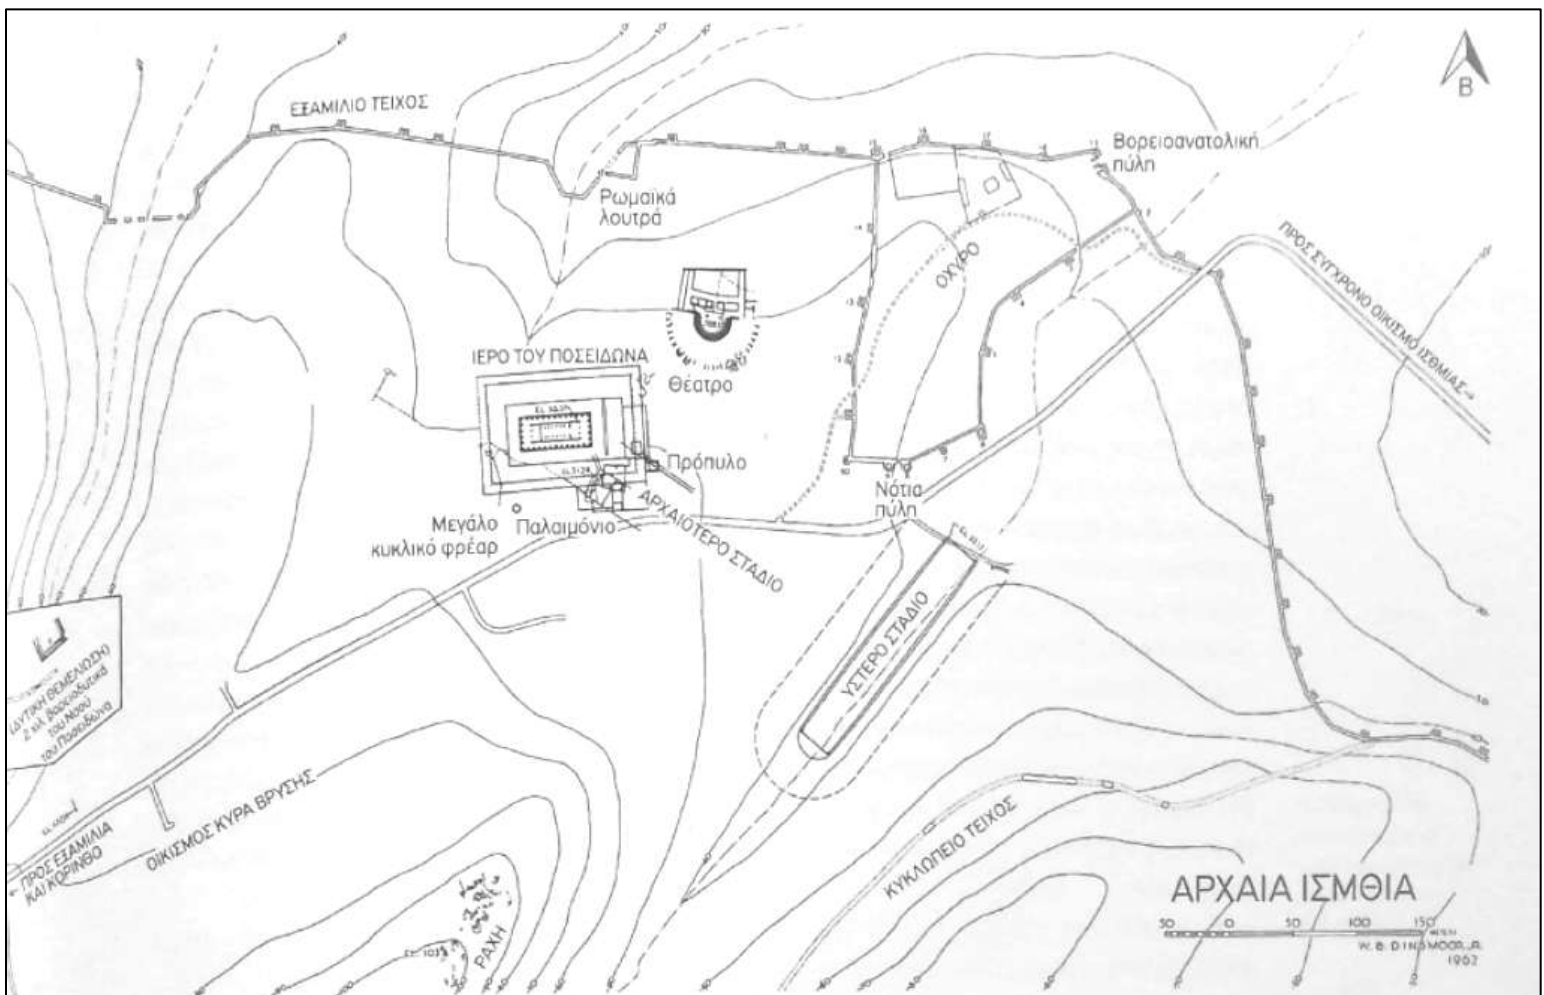 Β
ΕΞΑΜΙΛΙΟ ΤΕΙΧΟΣ
Βορειοανατολική
πύλη
Ρωμαϊκά
λουτρά
ΟΧΥΡΟ
ΠΡΟΣ ΣΥΓΧΡΟΝΟ ΟΙΚΙΣΜΟ ΙΣΘΜΙΑΣ→
ΙΕΡΟ ΤΟΥ ΠΟΣΕΙΔΩΝΑ
Θέατρο
Πρόπυλο
Νότια
πύλη
Μεγάλο
κυκλικό φρέαρ
Παλαιμόνιο
ΑΡΧΑΙΟΤΕΡΟ ΣΤΑΔΙΟ
ΥΣΤΕΡΟ ΣΤΑΔΙΟ
ΔΥΤΙΚΗ ΘΕΜΕΛΙΩΣΗ
2 χιλ. βορειοδυτικά
του Ναού
του Ποσειδώνα
ΠΡΟΣ ΕΞΑΜΙΛΙΑ
ΚΑΙ ΚΟΡΙΝΘΟ
ΟΙΚΙΣΜΟΣ ΚΥΡΑ ΒΡΥΣΗΣ
ΡΑΧΗ
ΚΥΚΛΩΠΕΙΟ ΤΕΙΧΟΣ
ΑΡΧΑΙΑ ΙΣΜΘΙΑ
50 0 50 100 150
W. B. DINSMOOR, JR.
1962